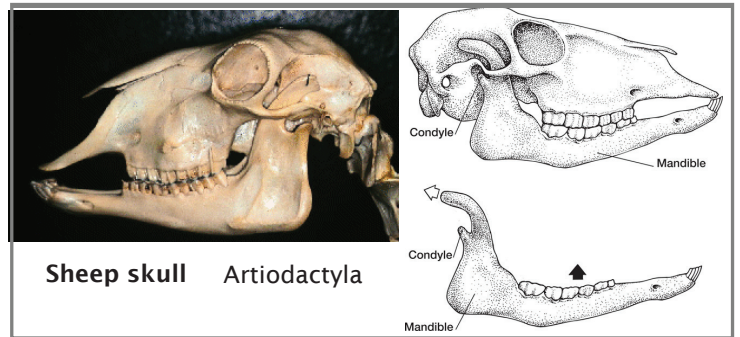 Condyle
Mandible
Condyle
Mandible
Sheep skull Artiodactyla